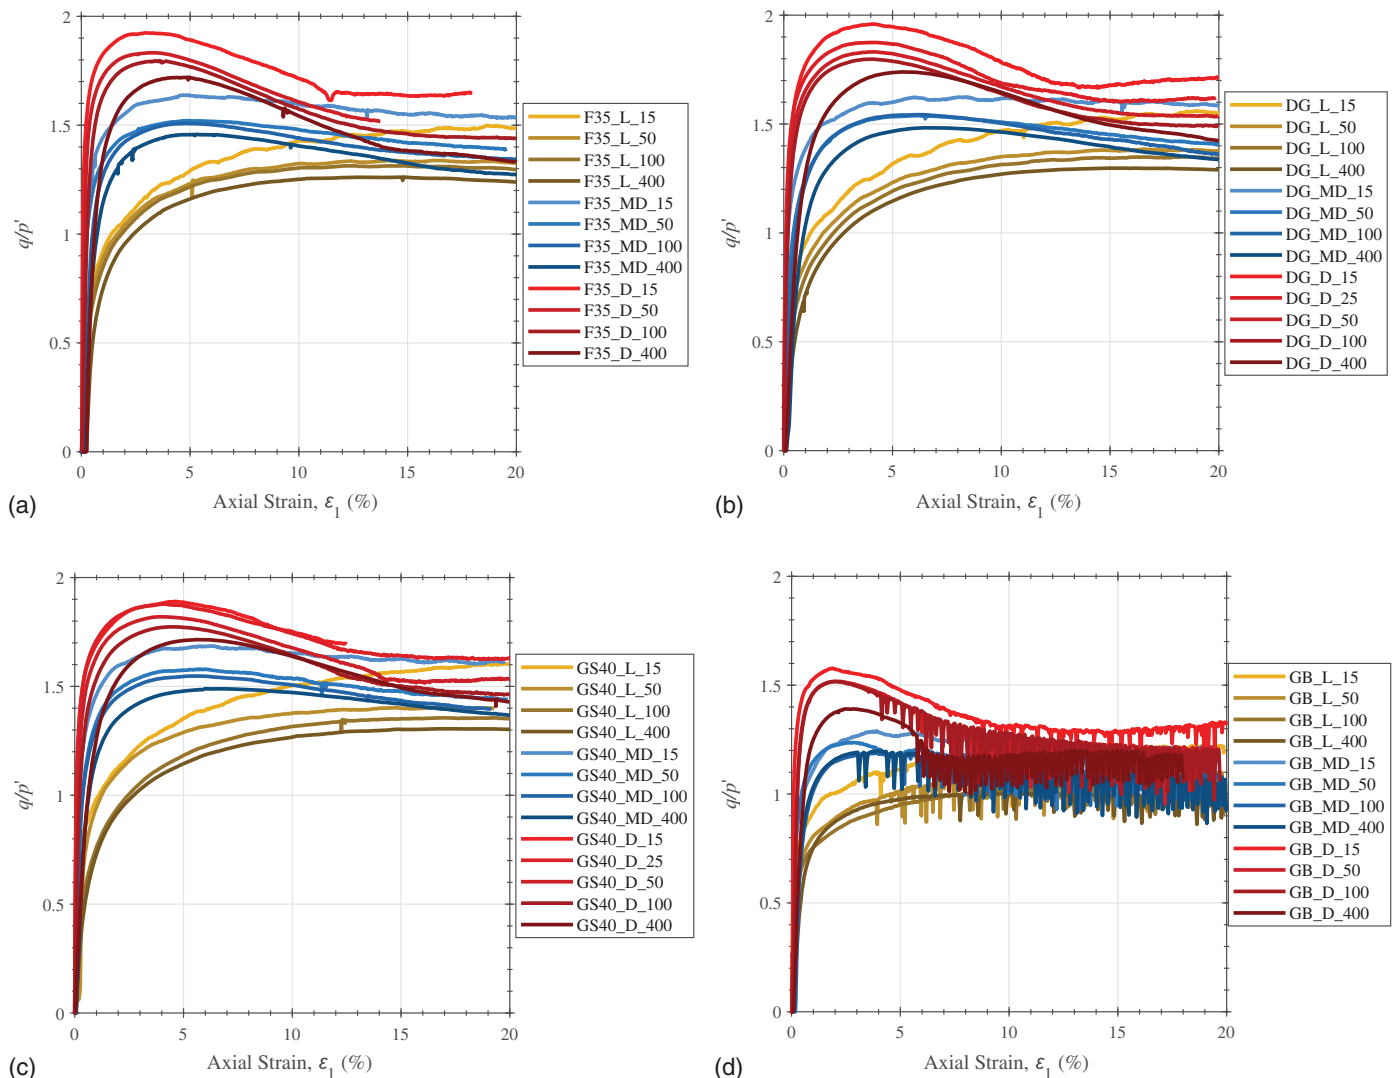 2
1.5
1
0.5
0
q/p'
0 5 10 15 20
Axial Strain, ε1 (%)
(a)
F35_L_15
F35_L_50
F35_L_100
F35_L_400
F35_MD_15
F35_MD_50
F35_MD_100
F35_MD_400
F35_D_15
F35_D_50
F35_D_100
F35_D_400
2
1.5
1
0.5
0
q/p'
0 5 10 15 20
Axial Strain, ε1 (%)
(b)
DG_L_15
DG_L_50
DG_L_100
DG_L_400
DG_MD_15
DG_MD_50
DG_MD_100
DG_MD_400
DG_D_15
DG_D_25
DG_D_50
DG_D_100
DG_D_400
2
1.5
1
0.5
0
q/p'
0 5 10 15 20
Axial Strain, ε1 (%)
(c)
GS40_L_15
GS40_L_50
GS40_L_100
GS40_L_400
GS40_MD_15
GS40_MD_50
GS40_MD_100
GS40_MD_400
GS40_D_15
GS40_D_25
GS40_D_50
GS40_D_100
GS40_D_400
2
1.5
1
0.5
0
q/p'
0 5 10 15 20
Axial Strain, ε1 (%)
(d)
GB_L_15
GB_L_50
GB_L_100
GB_L_400
GB_MD_15
GB_MD_50
GB_MD_100
GB_MD_400
GB_D_15
GB_D_50
GB_D_100
GB_D_400